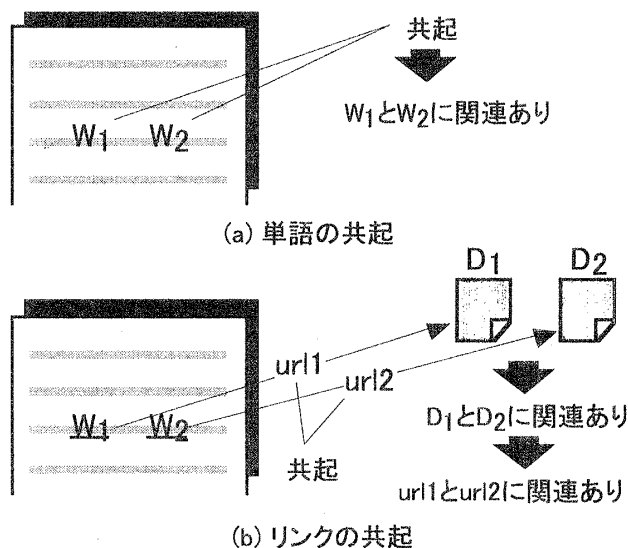 共起
W1とW2に関連あり
W1 W2
(a) 単語の共起
D1 D2
url1
url2
W1 W2
D1とD2に関連あり
共起
url1とurl2に関連あり
(b) リンクの共起